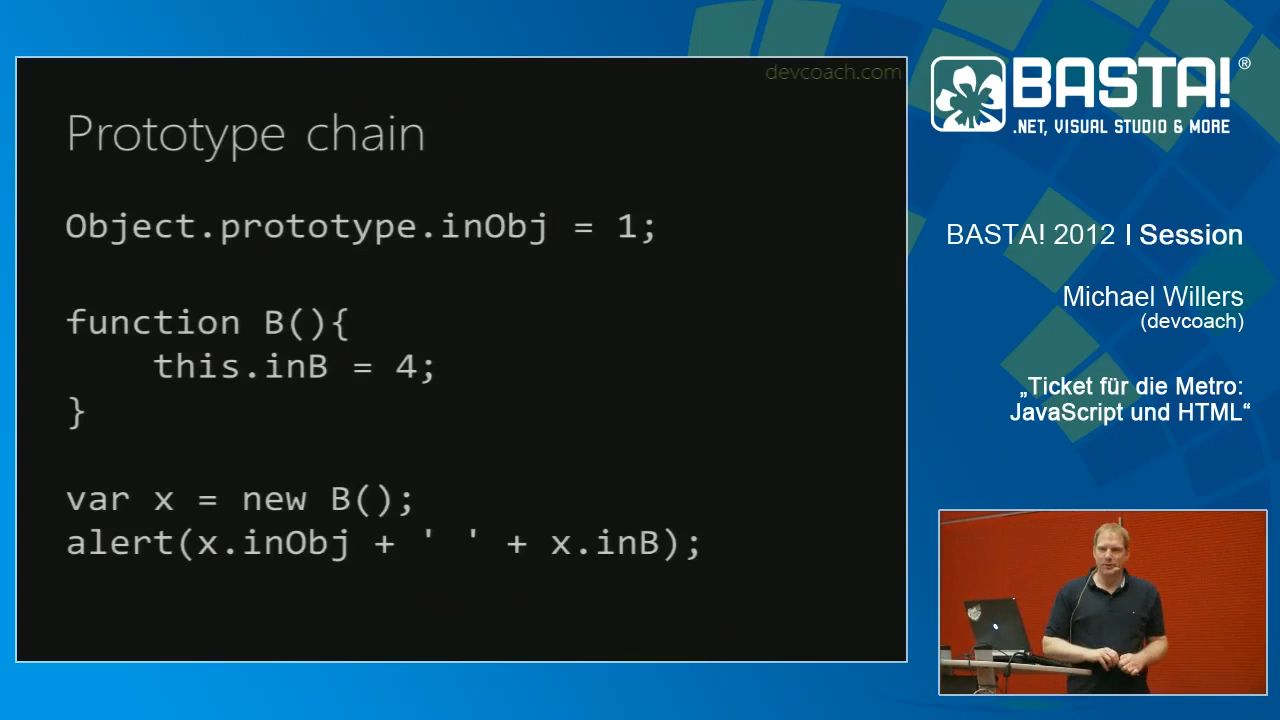 devcoach.com
Prototype chain
Object.prototype.inObj = 1;
function B(){
    this.inB = 4;
}
var x = new B();
alert(x.inObj + ' ' + x.inB);
BASTA!®
.NET, VISUAL STUDIO & MORE
BASTA! 2012 I Session
Michael Willers
(devcoach)
„Ticket für die Metro:
JavaScript und HTML“